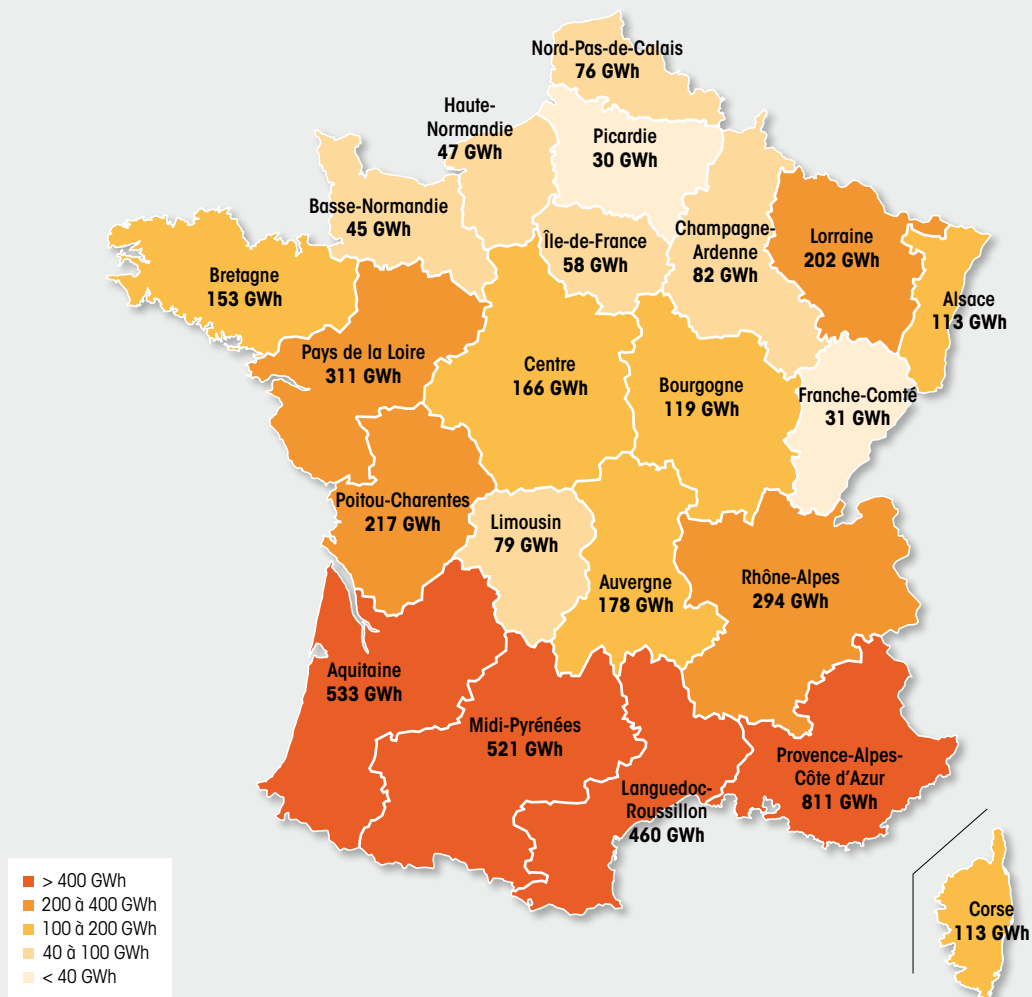 Nord-Pas-de-Calais
76 GWh
Haute-
Normandie
47 GWh
Picardie
30 GWh
Basse-Normandie
45 GWh
Île-de-France
58 GWh
Champagne-
Ardenne
82 GWh
Lorraine
202 GWh
Alsace
113 GWh
Bretagne
153 GWh
Pays de la Loire
311 GWh
Centre
166 GWh
Bourgogne
119 GWh
Franche-Comté
31 GWh
Poitou-Charentes
217 GWh
Limousin
79 GWh
Auvergne
178 GWh
Rhône-Alpes
294 GWh
Aquitaine
533 GWh
Midi-Pyrénées
521 GWh
Languedoc-
Roussillon
460 GWh
Provence-Alpes-
Côte d'Azur
811 GWh
Corse
113 GWh
> 400 GWh
200 à 400 GWh
100 à 200 GWh
40 à 100 GWh
< 40 GWh